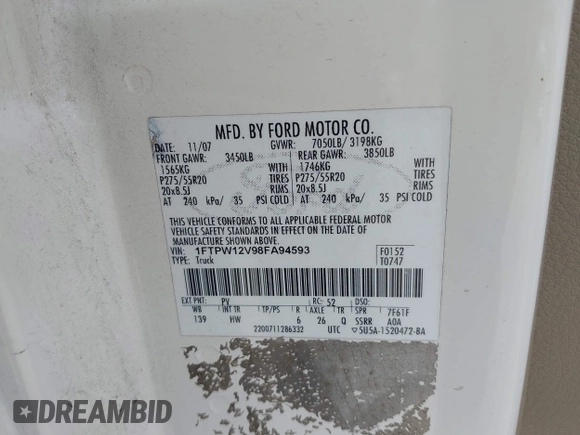 MFD. BY FORD MOTOR CO.
DATE: 11/07 GVWR: 7050LB/ 3198KG
FRONT GAWR: 3450LB REAR GAWR: 3850LB
1565KG WITH 1746KG WITH
P275/55R20 TIRES P275/55R20 TIRES
20x8.5J RIMS 20x8.5J RIMS
AT 240 kPa/ 35 PSI COLD AT 240 kPa/ 35 PSI COLD
THIS VEHICLE CONFORMS TO ALL APPLICABLE FEDERAL MOTOR
VEHICLE SAFETY STANDARDS IN EFFECT ON THE DATE OF
MANUFACTURE SHOWN ABOVE.
VIN: 1FTPW12V98FA94593 F0152
TYPE: Truck T0747
EXT PNT: PV RC: 52 DSO:
WB INT TR TP/PS R AXLE TR SPR 7F61F
139 HW 6 26 Q SSRR AOA
2200711286332 UTC 5U5A-1520472-BA
DREAMBID